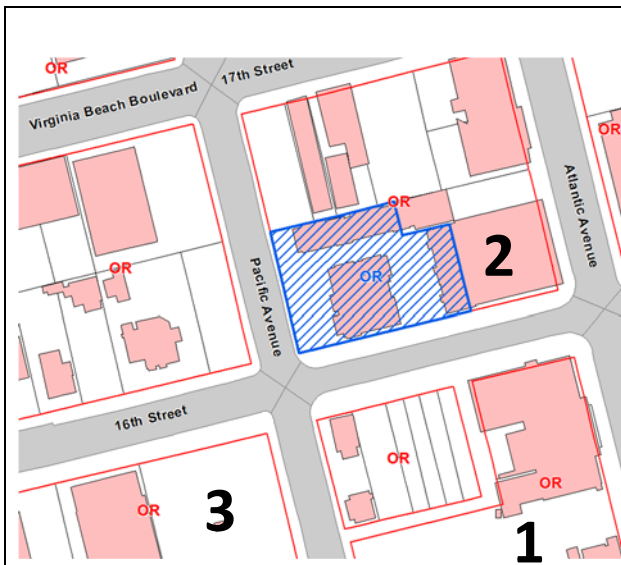 OR
17th Street
Virginia Beach Boulevard
OR
Atlantic Avenue
OR
2
OR
Pacific Avenue
OR
16th Street
OR
OR
OR
3
1